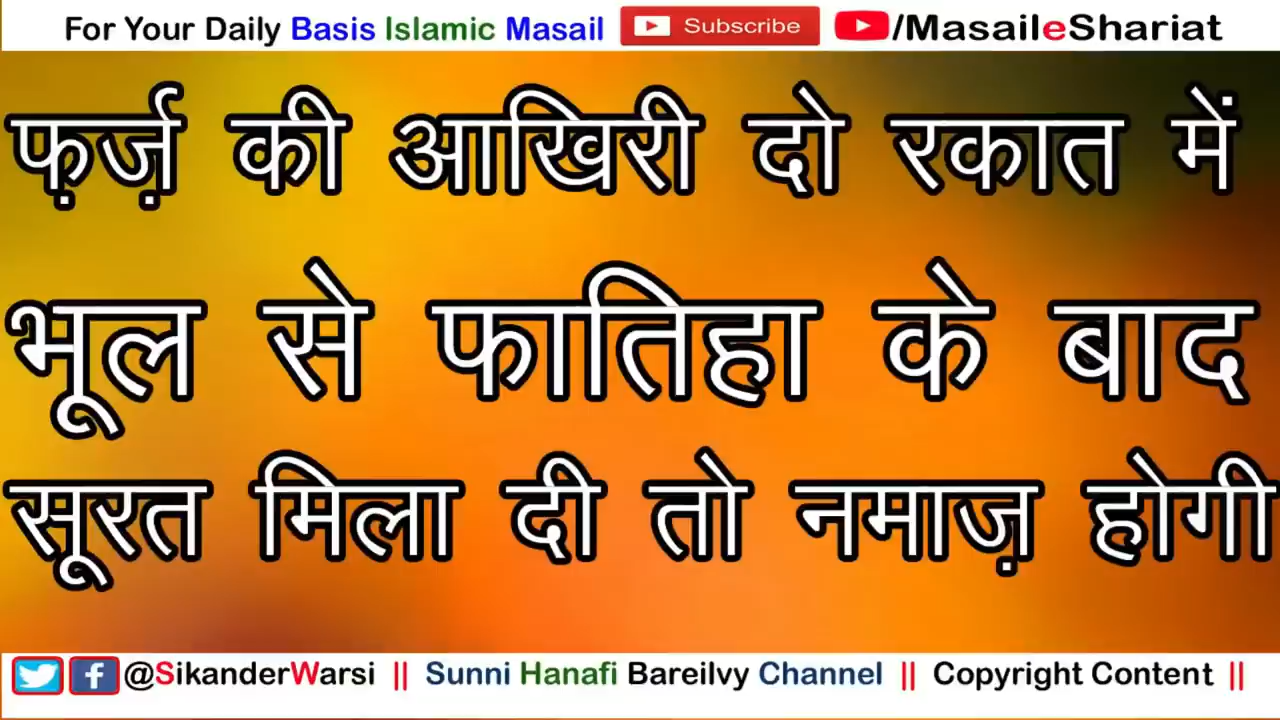 For Your Daily Basis Islamic Masail Subscribe /MasaileShariat
फ़र्ज़ की आखिरी दो रकात में
भूल से फातिहा के बाद
सूरत मिला दी तो नमाज़ होगी
@SikanderWarsi || Sunni Hanafi Bareilvy Channel || Copyright Content ||